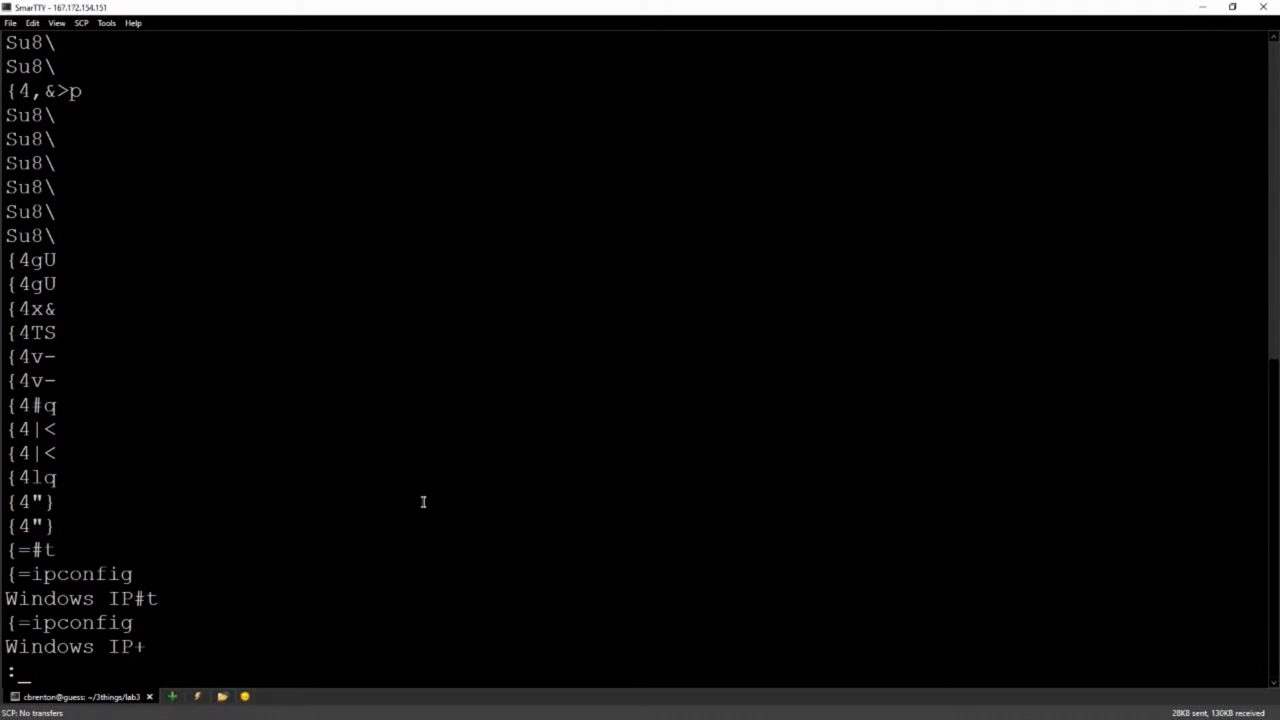 SmarTTY - 167.172.154.151
File Edit View SCP Tools Help
Su8\
Su8\
{4,&>p
Su8\
Su8\
Su8\
Su8\
Su8\
Su8\
{4gU
{4gU
{4x&
{4TS
{4v-
{4v-
{4#q
{4|<
{4|<
{4lq
{4"}
{4"}
{=#t
{=ipconfig
Windows IP#t
{=ipconfig
Windows IP+
:_
cbrenton@guess: ~/3things/lab3
SCP: No transfers
28KB sent, 130KB received